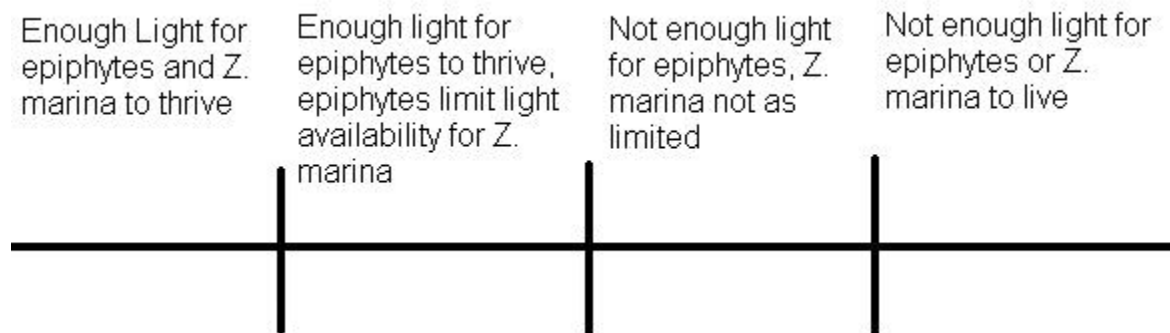 Enough Light for
epiphytes and Z.
marina to thrive
Enough light for
epiphytes to thrive,
epiphytes limit light
availability for Z.
marina
Not enough light
for epiphytes, Z.
marina not as
limited
Not enough light for
epiphytes or Z.
marina to live